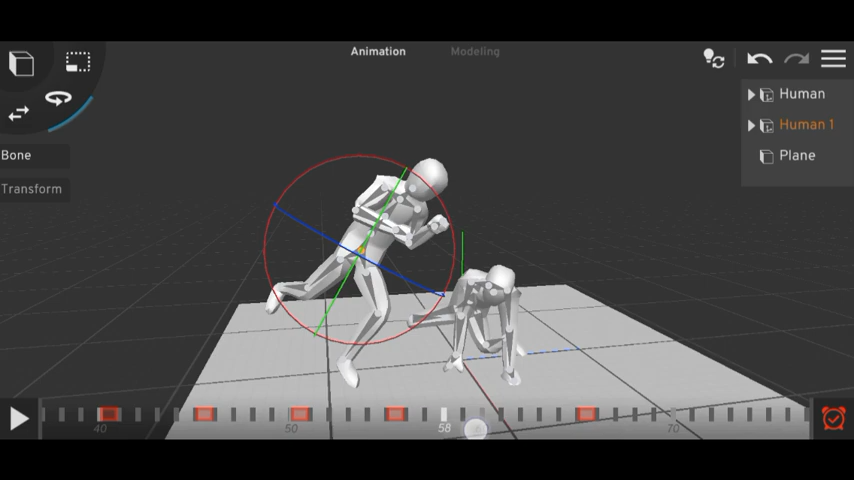 Animation
Modeling
Human
Human 1
Plane
Bone
Transform
40
50
58
70